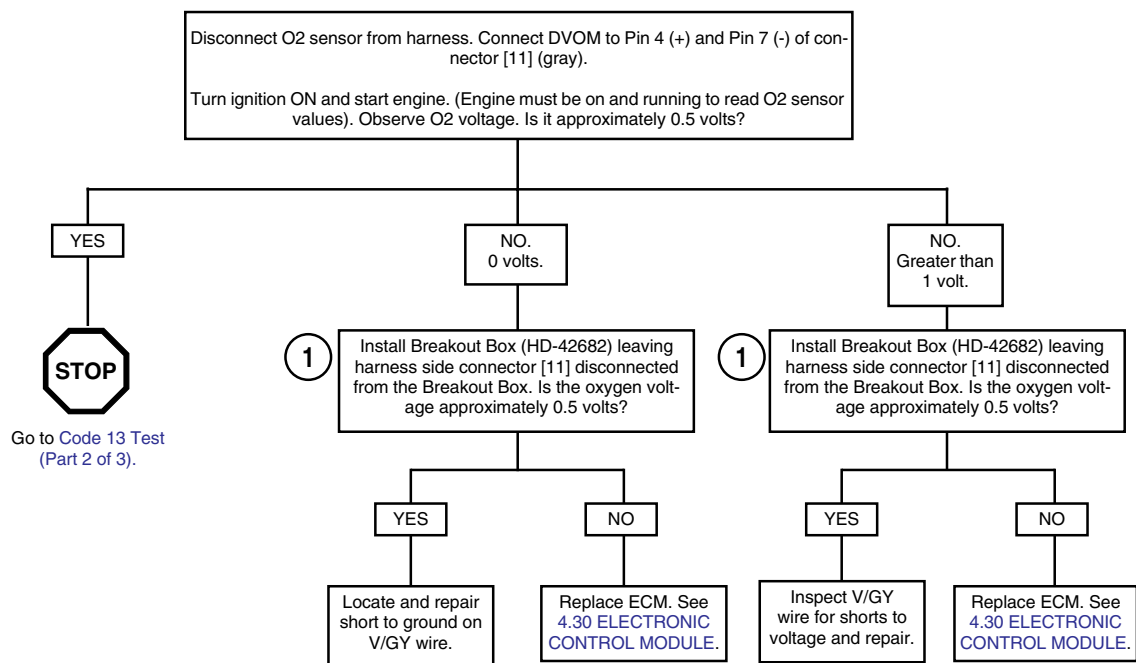 Disconnect O2 sensor from harness. Connect DVOM to Pin 4 (+) and Pin 7 (-) of con-
nector [11] (gray).
Turn ignition ON and start engine. (Engine must be on and running to read O2 sensor
values). Observe O2 voltage. Is it approximately 0.5 volts?
YES
NO.
0 volts.
NO.
Greater than
1 volt.
STOP
Go to Code 13 Test
(Part 2 of 3).
1
Install Breakout Box (HD-42682) leaving
harness side connector [11] disconnected
from the Breakout Box. Is the oxygen volt-
age approximately 0.5 volts?
1
Install Breakout Box (HD-42682) leaving
harness side connector [11] disconnected
from the Breakout Box. Is the oxygen volt-
age approximately 0.5 volts?
YES
NO
YES
NO
Locate and repair
short to ground on
V/GY wire.
Replace ECM. See
4.30 ELECTRONIC
CONTROL MODULE.
Inspect V/GY
wire for shorts to
voltage and repair.
Replace ECM. See
4.30 ELECTRONIC
CONTROL MODULE.